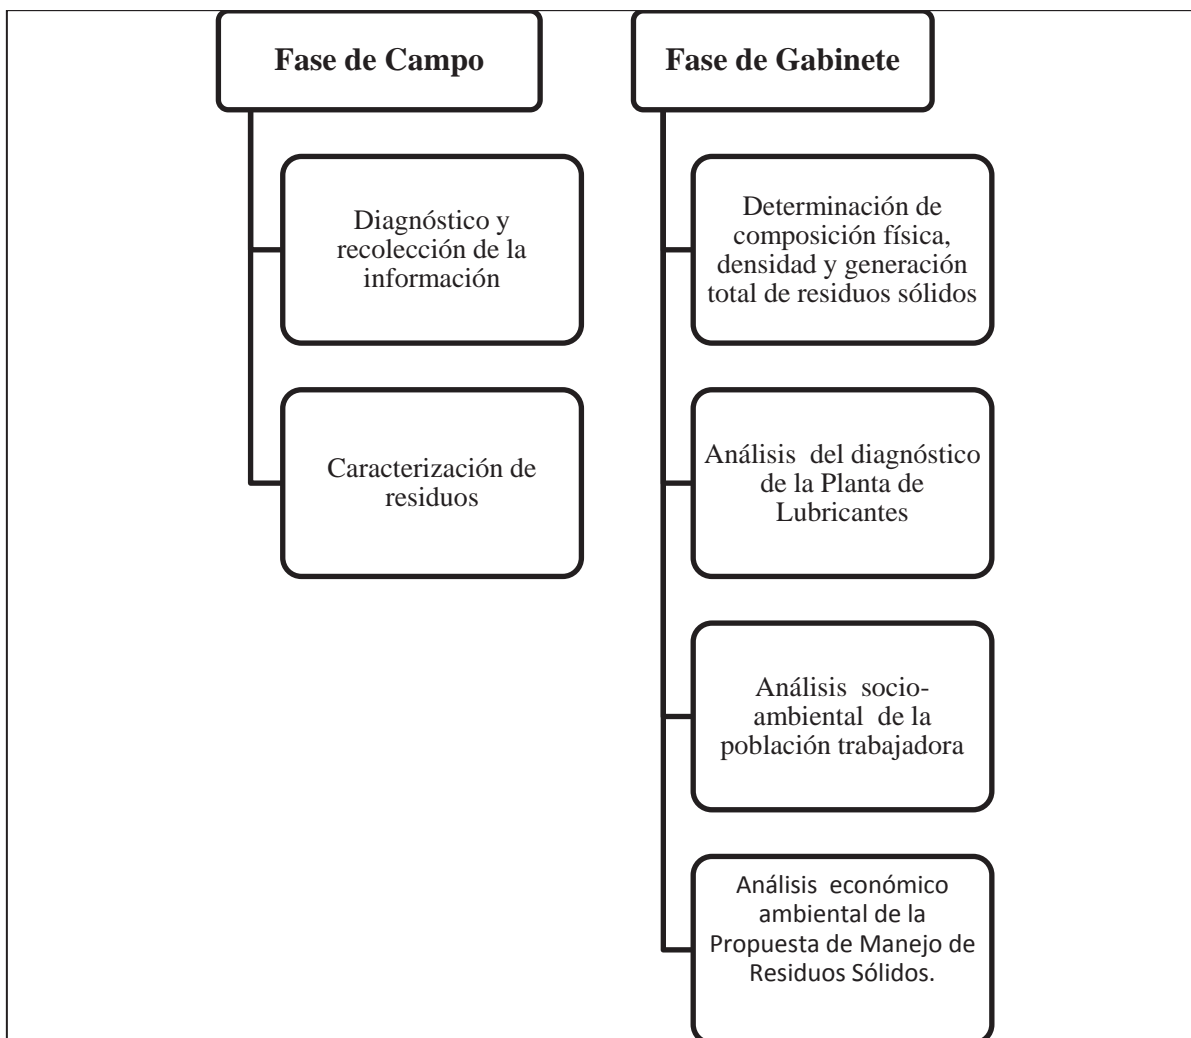 Fase de Campo
Diagnóstico y
recolección de la
información
Caracterización de
residuos
Fase de Gabinete
Determinación de
composición física,
densidad y generación
total de residuos sólidos
Análisis  del diagnóstico
de la Planta de
Lubricantes
Análisis  socio-
ambiental  de la
población trabajadora
Análisis  económico
ambiental de la
Propuesta de Manejo de
Residuos Sólidos.